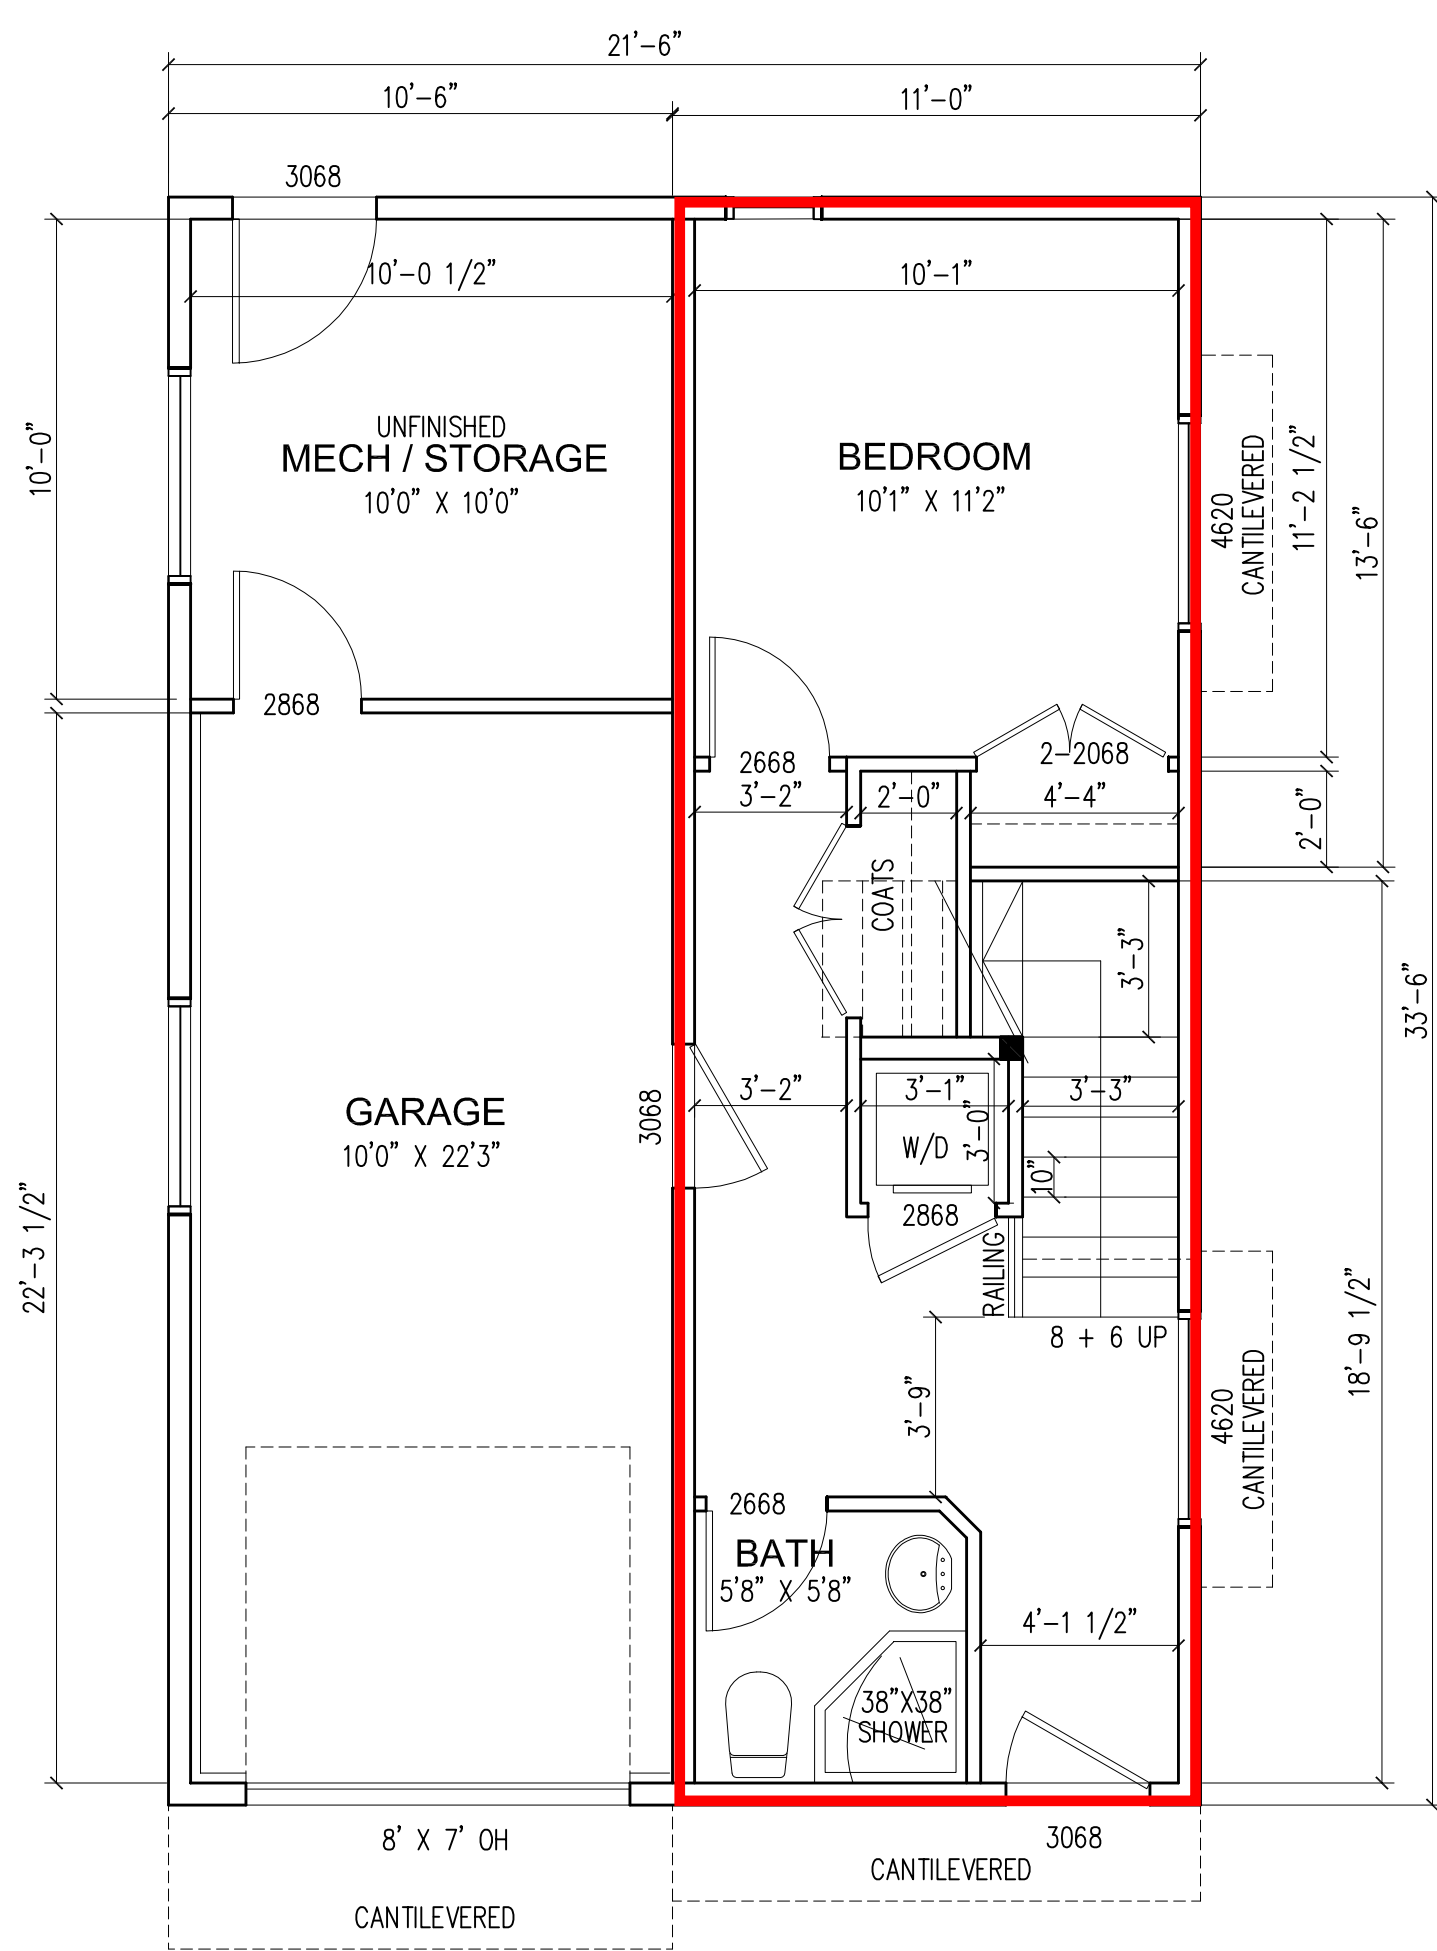 21'-6"
10'-6"
11'-0"
3068
10'-0 1/2"
10'-1"
UNFINISHED
MECH / STORAGE
10'0" X 10'0"
BEDROOM
10'1" X 11'2"
10'-0"
4620
CANTILEVERED
11'-2 1/2"
13'-6"
2868
2668
2-2068
3'-2"
2'-0"
4'-4"
2'-0"
COATS
3'-3"
33'-6"
GARAGE
10'0" X 22'3"
3068
3'-2"
3'-1"
3'-3"
W/D
3'-0"
10"
2868
22'-3 1/2"
RAILING
8 + 6 UP
18'-9 1/2"
3'-9"
4620
CANTILEVERED
2668
BATH
5'8" X 5'8"
4'-1 1/2"
38"X38"
SHOWER
8' X 7' OH
3068
CANTILEVERED
CANTILEVERED